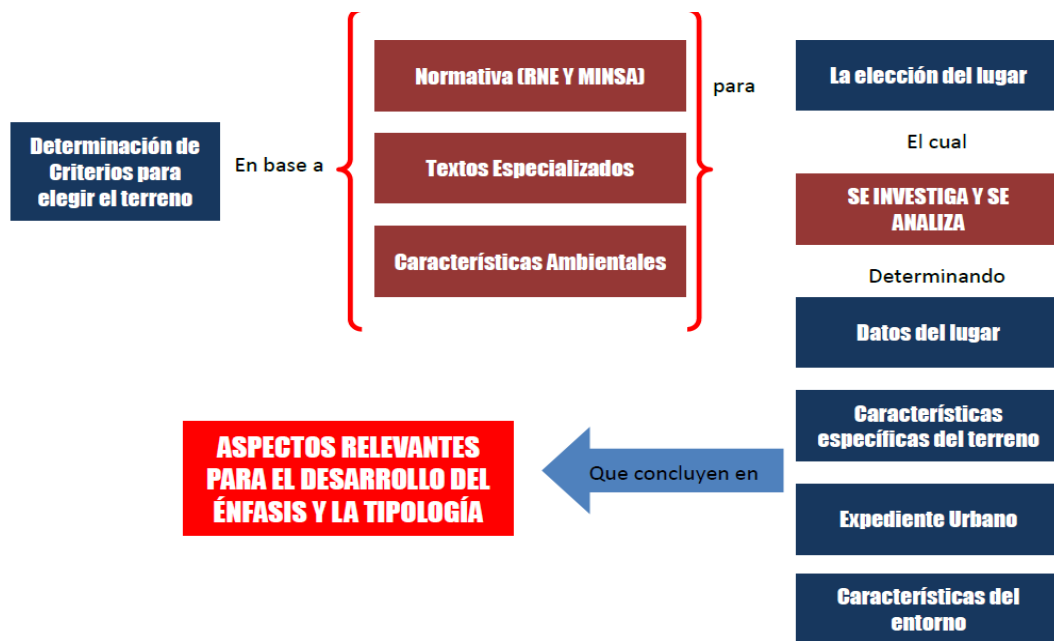 Determinación de
Criterios para
elegir el terreno
En base a
Normativa (RNE Y MINSA)
Textos Especializados
Características Ambientales
para
La elección del lugar
El cual
SE INVESTIGA Y SE
ANALIZA
Determinando
Datos del lugar
Características
específicas del terreno
Expediente Urbano
Características del
entorno
Que concluyen en
ASPECTOS RELEVANTES
PARA EL DESARROLLO DEL
ÉNFASIS Y LA TIPOLOGÍA